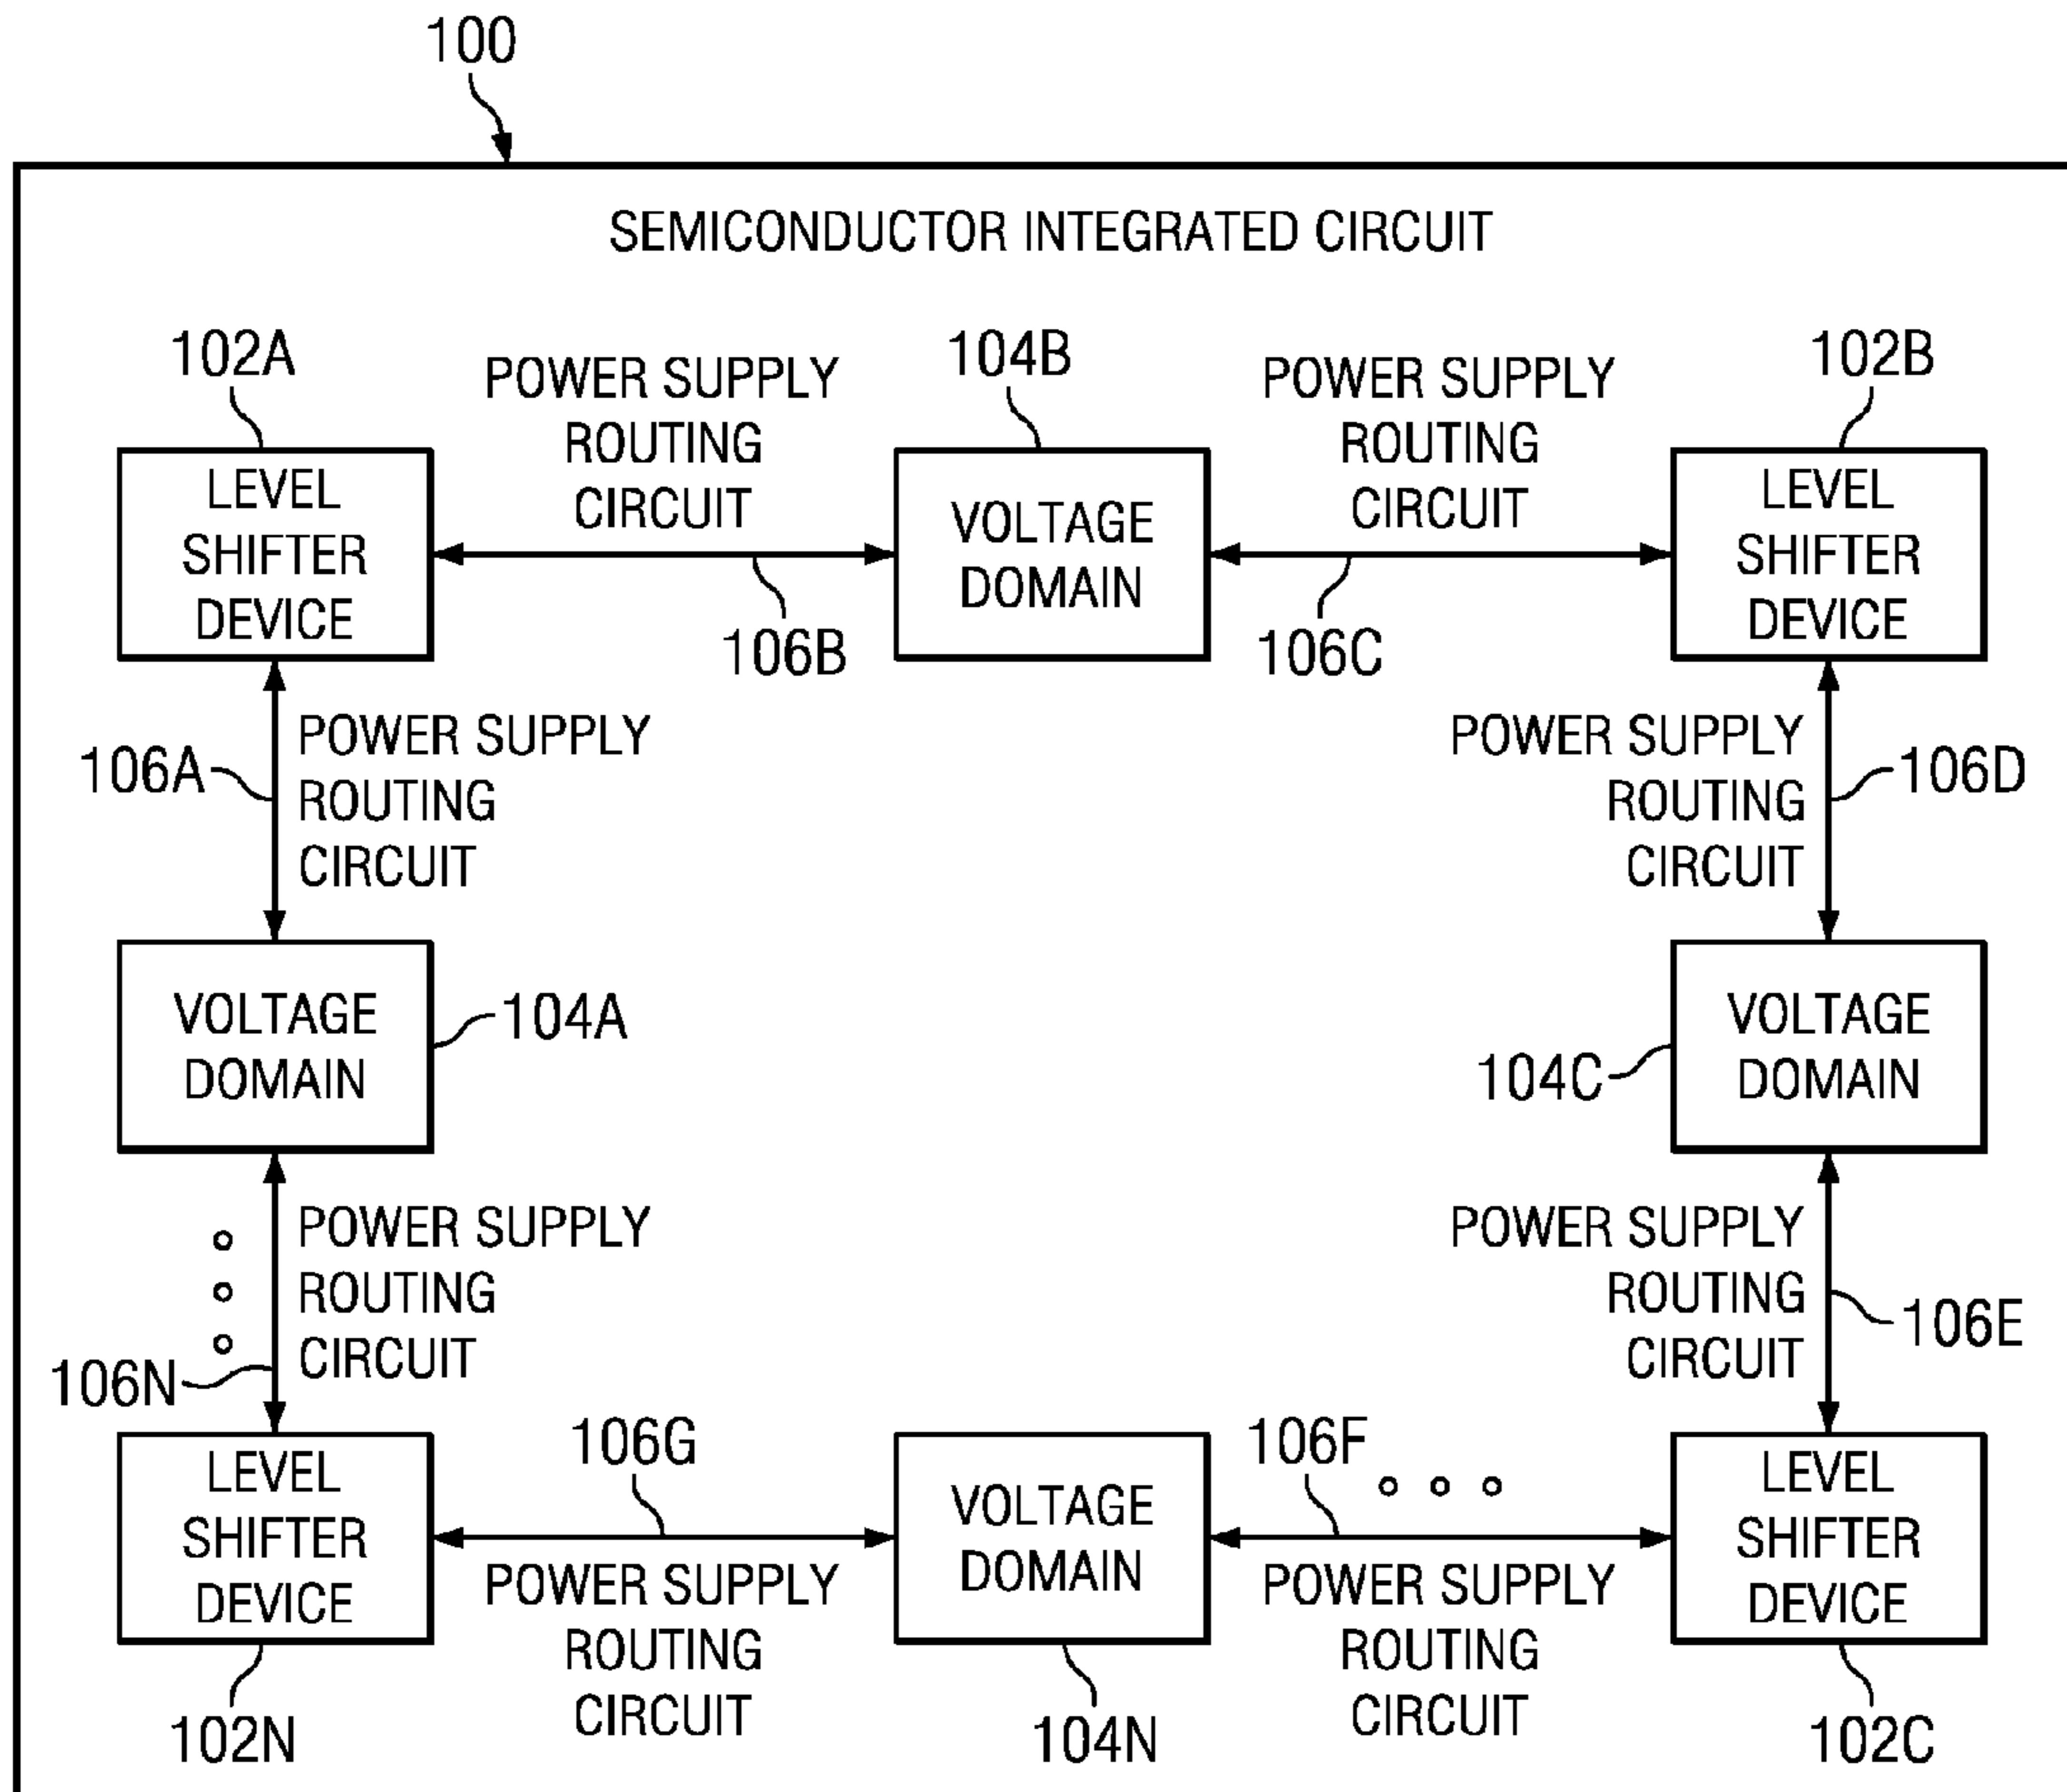 100
SEMICONDUCTOR INTEGRATED CIRCUIT
102A
POWER SUPPLY
ROUTING
CIRCUIT
104B
POWER SUPPLY
ROUTING
CIRCUIT
102B
LEVEL
SHIFTER
DEVICE
VOLTAGE
DOMAIN
LEVEL
SHIFTER
DEVICE
106B
106C
106A
POWER SUPPLY
ROUTING
CIRCUIT
POWER SUPPLY
ROUTING
CIRCUIT
106D
VOLTAGE
DOMAIN
104A
104C
VOLTAGE
DOMAIN
POWER SUPPLY
ROUTING
CIRCUIT
106N
POWER SUPPLY
ROUTING
CIRCUIT
106E
LEVEL
SHIFTER
DEVICE
106G
POWER SUPPLY
ROUTING
CIRCUIT
VOLTAGE
DOMAIN
106F
POWER SUPPLY
ROUTING
CIRCUIT
LEVEL
SHIFTER
DEVICE
102N
104N
102C